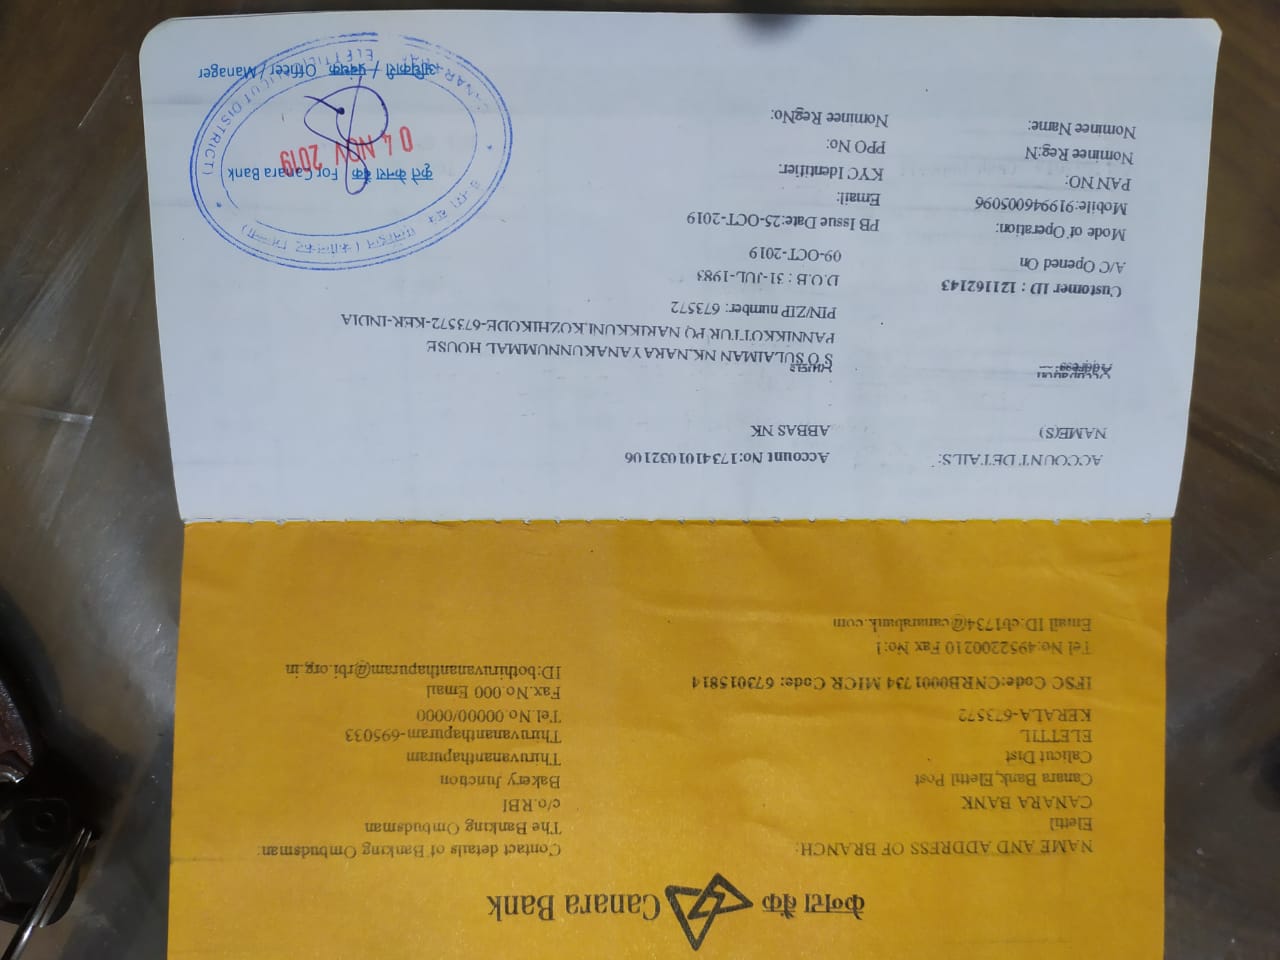 केनरा बैंक Canara Bank
NAME AND ADDRESS OF BRANCH:
Elettil
CANARA BANK
Canara Bank,Elettil Post
Calicut Dist
ELETTIL
KERALA-673572
IFSC Code:CNRB0001734 MICR Code: 673015814
Tel No:4952200210 Fax No:1
Email ID:cb1734@canarabank.com
Contact details of Banking Ombudsman:
The Banking Ombudsman
c/o.RBI
Bakery Junction
Thiruvananthapuram
Thiruvananthapuram-695033
Tel.No.00000/0000
Fax.No.000 Email
ID:bothiruvananthapuram@rbi.org.in
ACCOUNT DETAILS: Account No:1734101032106
NAME(S) ABBAS NK
Occupation
Address:
S O SULAIMAN NK,NARAYANAKUNNUMMAL HOUSE
PANNIKKOTTUR PO NARIKKUNI,KOZHIKODE-673572-KER-INDIA
PIN/ZIP number: 673572
Customer ID : 121162143 D.O.B : 31-JUL-1983
A/C Opened On 09-OCT-2019
Mode of Operation: PB Issue Date:25-OCT-2019
Mobile:919946005096 Email:
PAN NO: KYC Identifier:
Nominee Reg N: PPO No:
Nominee Name: Nominee RegNo:
कृते केनरा बैंक For Canara Bank
04 NOV 2019
अधिकारी / प्रबंधक Officer / Manager